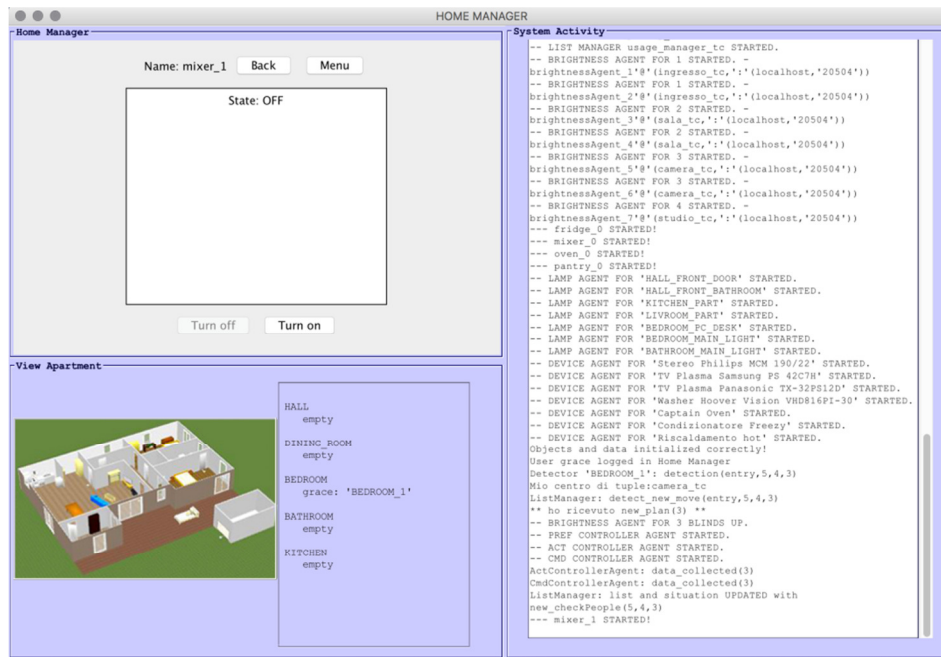 HOME MANAGER
Home Manager
Name: mixer_1
Back
Menu
State: OFF
Turn off
Turn on
View Apartment
HALL
empty
DINING_ROOM
empty
BEDROOM
grace: 'BEDROOM_1'
BATHROOM
empty
KITCHEN
empty
System Activity
-- LIST MANAGER usage_manager_tc STARTED.
-- BRIGHTNESS AGENT FOR 1 STARTED. -
brightnessAgent_1'@'(ingresso_tc,':'(localhost,'20504'))
-- BRIGHTNESS AGENT FOR 1 STARTED. -
brightnessAgent_2'@'(ingresso_tc,':'(localhost,'20504'))
-- BRIGHTNESS AGENT FOR 2 STARTED. -
brightnessAgent_3'@'(sala_tc,':'(localhost,'20504'))
-- BRIGHTNESS AGENT FOR 2 STARTED. -
brightnessAgent_4'@'(sala_tc,':'(localhost,'20504'))
-- BRIGHTNESS AGENT FOR 3 STARTED. -
brightnessAgent_5'@'(camera_tc,':'(localhost,'20504'))
-- BRIGHTNESS AGENT FOR 3 STARTED. -
brightnessAgent_6'@'(camera_tc,':'(localhost,'20504'))
-- BRIGHTNESS AGENT FOR 4 STARTED. -
brightnessAgent_7'@'(studio_tc,':'(localhost,'20504'))
--- fridge_0 STARTED!
--- mixer_0 STARTED!
--- oven_0 STARTED!
--- pantry_0 STARTED!
-- LAMP AGENT FOR 'HALL_FRONT_DOOR' STARTED.
-- LAMP AGENT FOR 'HALL_FRONT_BATHROOM' STARTED.
-- LAMP AGENT FOR 'KITCHEN_PART' STARTED.
-- LAMP AGENT FOR 'LIVROOM_PART' STARTED.
-- LAMP AGENT FOR 'BEDROOM_PC_DESK' STARTED.
-- LAMP AGENT FOR 'BEDROOM_MAIN_LIGHT' STARTED.
-- LAMP AGENT FOR 'BATHROOM_MAIN_LIGHT' STARTED.
-- DEVICE AGENT FOR 'Stereo Philips MCM 190/22' STARTED.
-- DEVICE AGENT FOR 'TV Plasma Samsung PS 42C7H' STARTED.
-- DEVICE AGENT FOR 'TV Plasma Panasonic TX-32PS12D' STARTED.
-- DEVICE AGENT FOR 'Washer Hoover Vision VHD816PI-30' STARTED.
-- DEVICE AGENT FOR 'Captain Oven' STARTED.
-- DEVICE AGENT FOR 'Condizionatore Freezy' STARTED.
-- DEVICE AGENT FOR 'Riscaldamento hot' STARTED.
Objects and data initialized correctly!
User grace logged in Home Manager
Detector 'BEDROOM_1': detection(entry,5,4,3)
Mio centro di tuple:camera_tc
ListManager: detect_new_move(entry,5,4,3)
** ho ricevuto new_plan(3) **
-- BRIGHTNESS AGENT FOR 3 BLINDS UP.
-- PREF CONTROLLER AGENT STARTED.
-- ACT CONTROLLER AGENT STARTED.
-- CMD CONTROLLER AGENT STARTED.
ActControllerAgent: data_collected(3)
CmdControllerAgent: data_collected(3)
ListManager: list and situation UPDATED with
new_checkPeople(5,4,3)
--- mixer_1 STARTED!